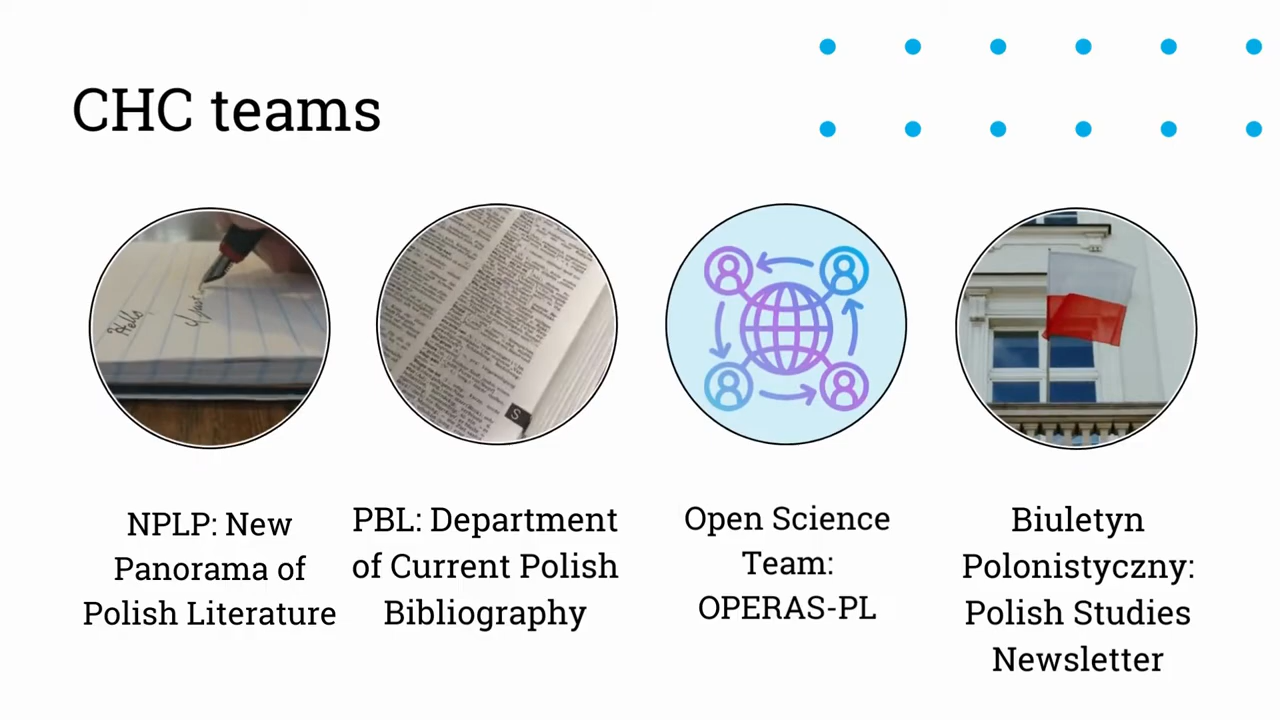 CHC teams
Hello
S
NPLP: New
Panorama of
Polish Literature
PBL: Department
of Current Polish
Bibliography
Open Science
Team:
OPERAS-PL
Biuletyn
Polonistyczny:
Polish Studies
Newsletter